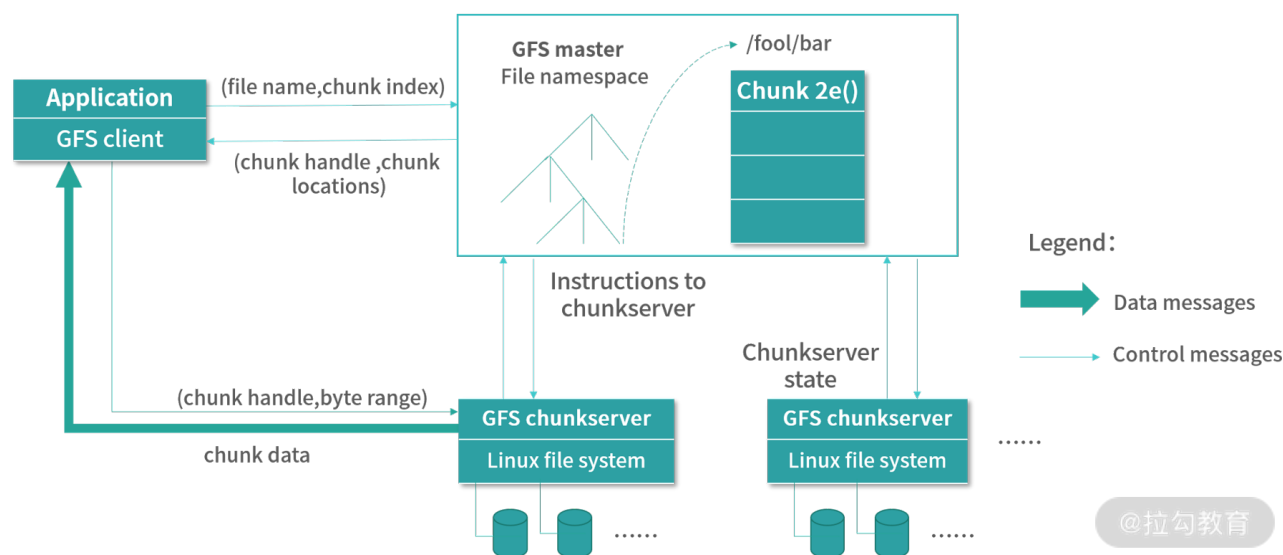 GFS master
File namespace
/fool/bar
Application
GFS client
(file name,chunk index)
(chunk handle ,chunk
locations)
Chunk 2e()
Legend：
Data messages
Control messages
Instructions to
chunkserver
Chunkserver
state
(chunk handle,byte range)
chunk data
GFS chunkserver
Linux file system
GFS chunkserver
Linux file system
……
……
……
@拉勾教育